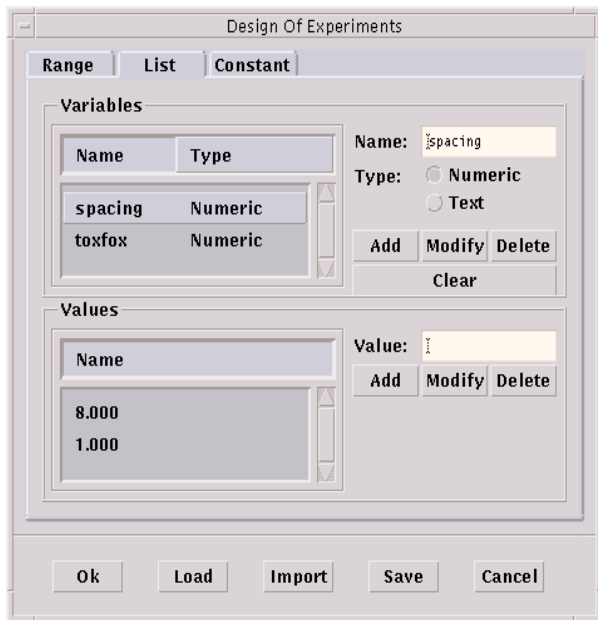 Design Of Experiments
Range List Constant
Variables
Name Type
spacing Numeric
toxfox Numeric
Name: spacing
Type: Numeric
Text
Add Modify Delete
Clear
Values
Name
8.000
1.000
Value:
Add Modify Delete
Ok Load Import Save Cancel